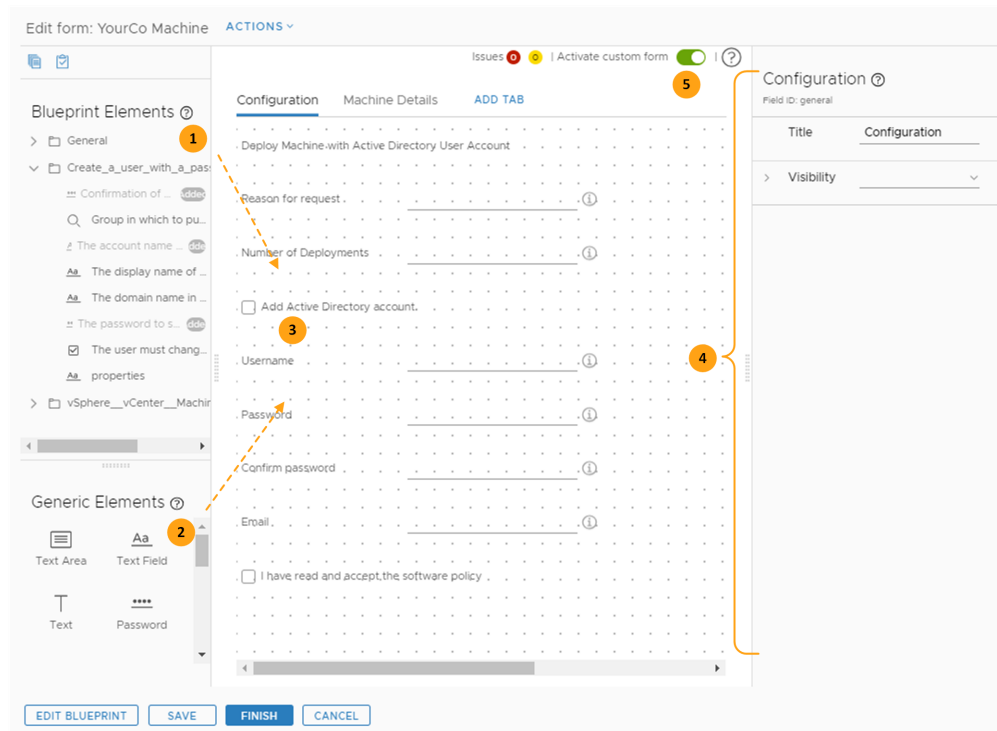 Edit form: YourCo Machine
ACTIONS
Issues 0 0 | Activate custom form | ?
5
Blueprint Elements ?
1
General
Create_a_user_with_a_pas
Confirmation of ...
Group in which to pu...
The account name ...
The display name of ...
The domain name in ...
The password to s...
The user must chang...
properties
vSphere__vCenter__Machin
Generic Elements ?
2
Text Area
Aa
Text Field
Text
Password
Configuration
Machine Details
ADD TAB
Deploy Machine with Active Directory User Account
Reason for request
Number of Deployments
Add Active Directory account.
3
Username
Password
Confirm password
Email
I have read and accept the software policy
4
Configuration ?
Field ID: general
Title
Configuration
Visibility
EDIT BLUEPRINT
SAVE
FINISH
CANCEL